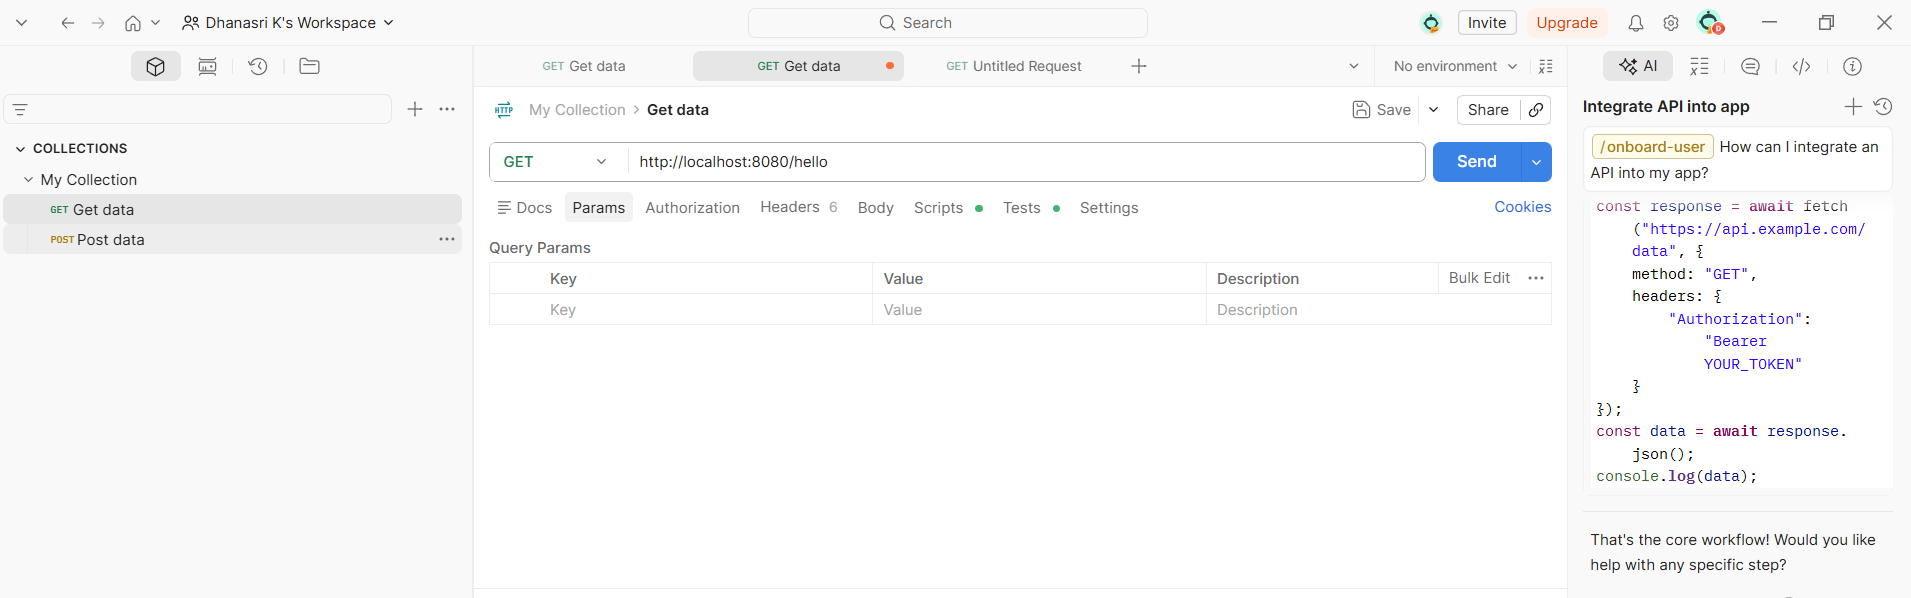 Dhanasri K's Workspace
Search
Invite
Upgrade
D
GET Get data
GET Get data
GET Untitled Request
No environment
AI
COLLECTIONS
My Collection
GET Get data
POST Post data
HTTP
My Collection > Get data
Save
Share
GET
http://localhost:8080/hello
Send
Docs
Params
Authorization
Headers 6
Body
Scripts
Tests
Settings
Cookies
Query Params
Key
Value
Description
Bulk Edit
Key
Value
Description
Integrate API into app
/onboard-user How can I integrate an
API into my app?
const response = await fetch
("https://api.example.com/
data", {
method: "GET",
headers: {
"Authorization":
"Bearer
YOUR_TOKEN"
}
});
const data = await response.
json();
console.log(data);
That's the core workflow! Would you like
help with any specific step?